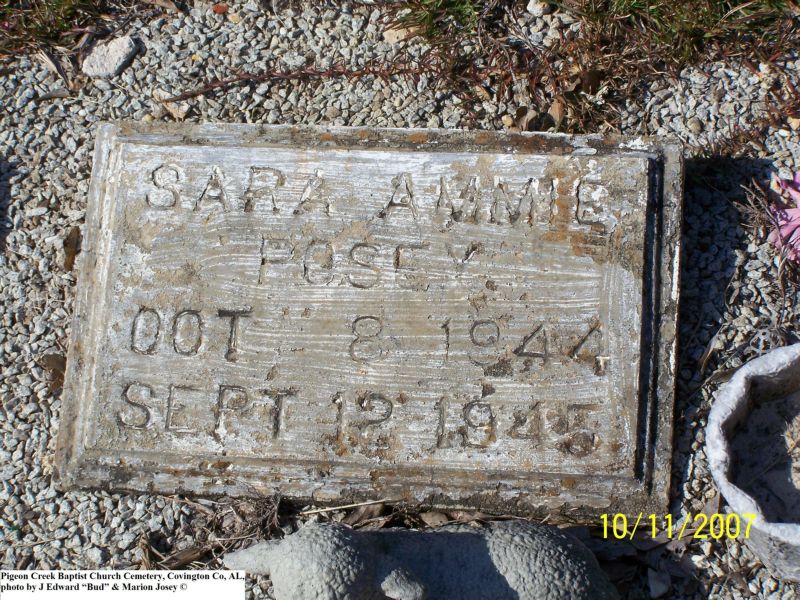 SARA AMMIE
POSEY
OOT 8 1944
SEPT 12 1945
10/11/2007
Pigeon Creek Baptist Church Cemetery, Covington Co, AL,
photo by J Edward “Bud” & Marion Josey ©